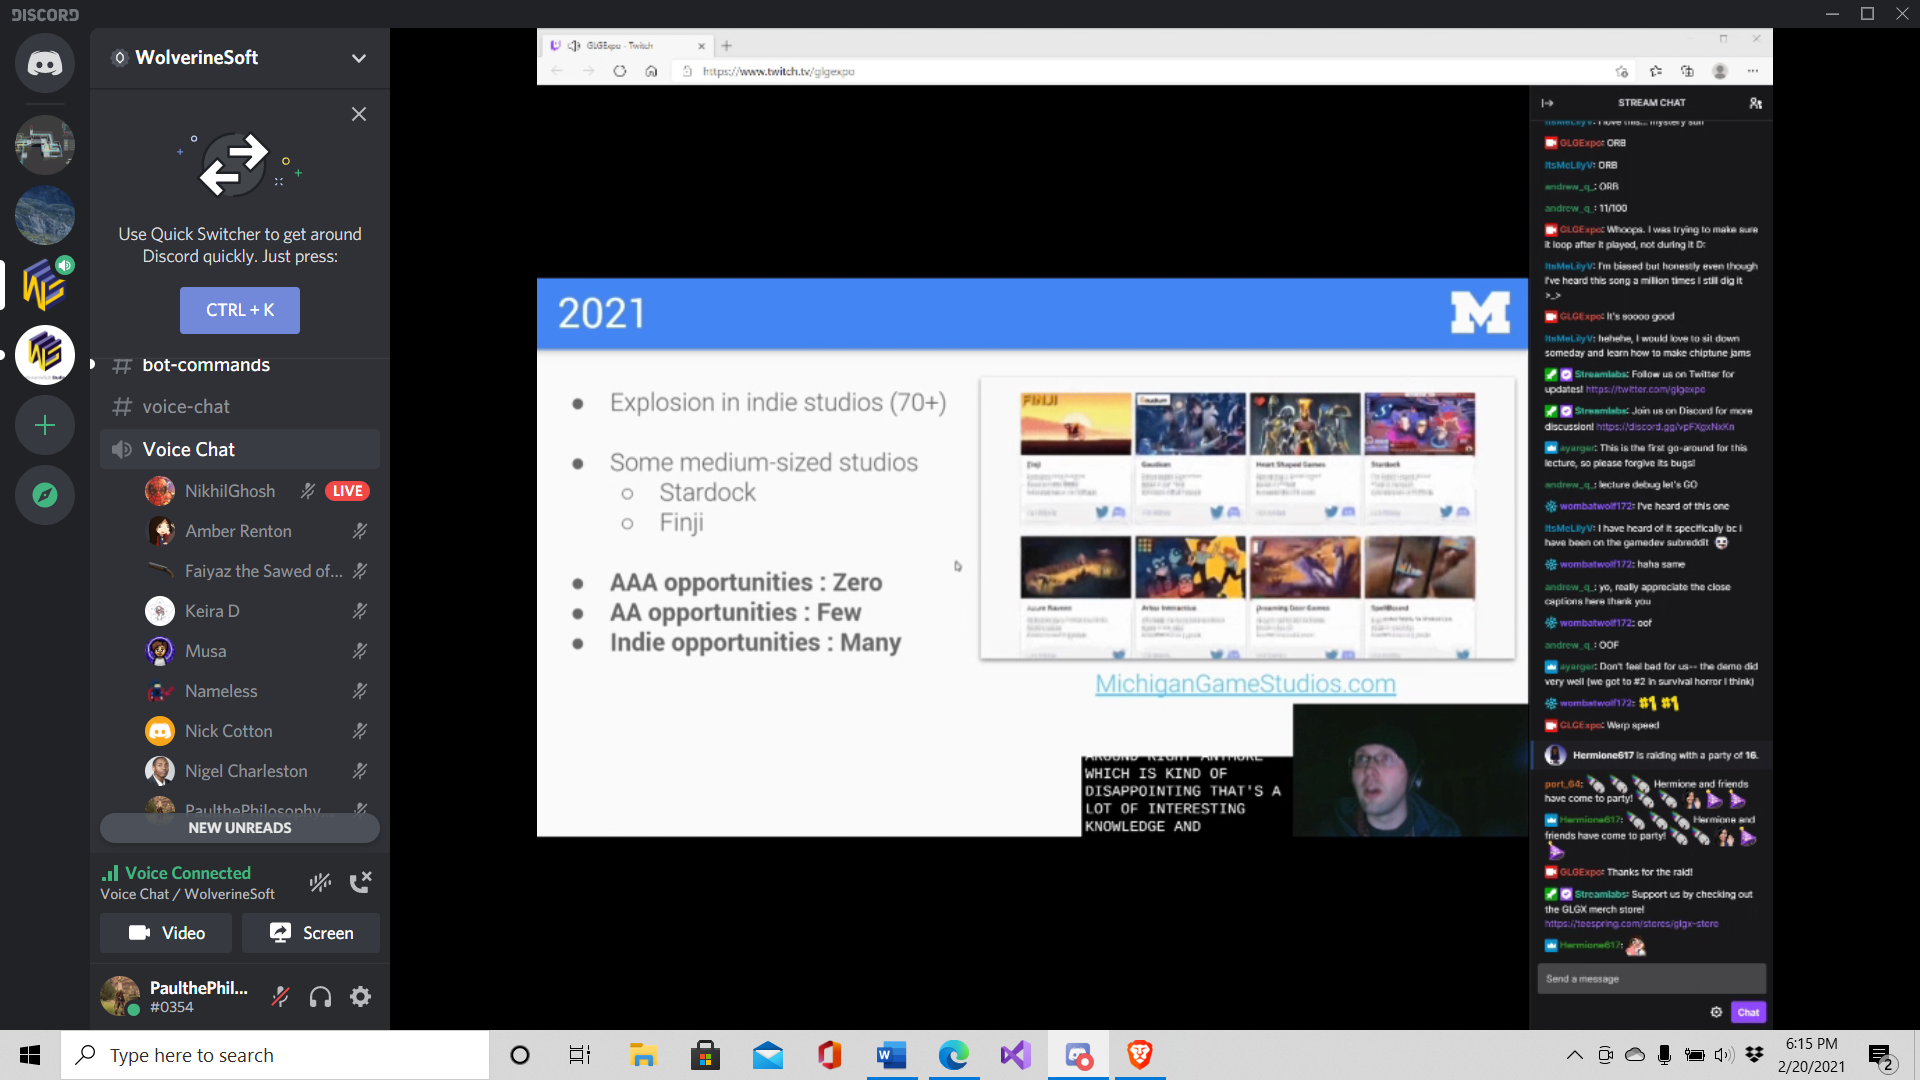 DISCORD
WolverineSoft
Use Quick Switcher to get around
Discord quickly. Just press:
CTRL + K
bot-commands
voice-chat
Voice Chat
NikhilGhosh
LIVE
Amber Renton
Faiyaz the Sawed of...
Keira D
Musa
Nameless
Nick Cotton
Nigel Charleston
PaulthePhilosophy
NEW UNREADS
Voice Connected
Voice Chat / WolverineSoft
Video
Screen
PaulthePhil...
#0354
GLGExpo - Twitch
https://www.twitch.tv/glgexpo
2021
M
Explosion in indie studios (70+)
Some medium-sized studios
Stardock
Finji
AAA opportunities : Zero
AA opportunities : Few
Indie opportunities : Many
FINJI
Finji
Gaudium
Heart Shaped Games
Stardock
MichiganGameStudios.com
AROUND RIGHT ANYMORE
WHICH IS KIND OF
DISAPPOINTING THAT'S A
LOT OF INTERESTING
KNOWLEDGE AND
STREAM CHAT
ItsMeLilyV: I love this... mystery sun
GLGExpo: ORB
ItsMeLilyV: ORB
andrew_q_: ORB
andrew_q_: 11/100
GLGExpo: Whoops. I was trying to make sure
it loop after it played, not during it D:
ItsMeLilyV: I'm biased but honestly even though
I've heard this song a million times I still dig it
>_>
GLGExpo: It's soooo good
ItsMeLilyV: hehehe, I would love to sit down
someday and learn how to make chiptune jams
Streamlabs: Follow us on Twitter for
updates! https://twitter.com/glgexpo
Streamlabs: Join us on Discord for more
discussion! https://discord.gg/vpFXgxNxKn
ayarger: This is the first go-around for this
lecture, so please forgive its bugs!
andrew_q_: lecture debug let's GO
wombatwolf172: I've heard of this one
ItsMeLilyV: I have heard of it specifically bc I
have been on the gamedev subreddit
wombatwolf172: haha same
andrew_q_: yo, really appreciate the close
captions here thank you
wombatwolf172: oof
andrew_q_: OOF
ayarger: Don't feel bad for us-- the demo did
very well (we got to #2 in survival horror I think)
wombatwolf172: #1 #1
GLGExpo: Warp speed
Hermione617 is raiding with a party of 16.
port_64: Hermione and friends
have come to party!
Hermione617: Hermione and
friends have come to party!
GLGExpo: Thanks for the raid!
Streamlabs: Support us by checking out
the GLGX merch store!
https://teespring.com/stores/glgx-store
Hermione617:
Send a message
Chat
Type here to search
6:15 PM
2/20/2021
2